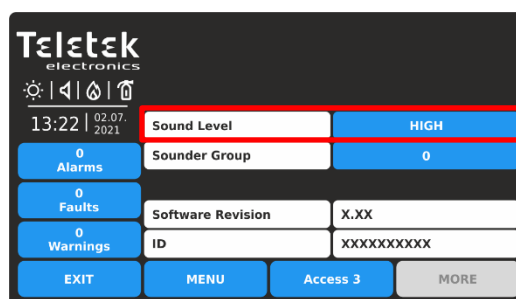 Teletek
electronics
13:22 02.07.
2021
Sound Level HIGH
0 Alarms
Sounder Group 0
0 Faults
Software Revision X.XX
0 Warnings
ID XXXXXXXXXX
EXIT MENU Access 3 MORE